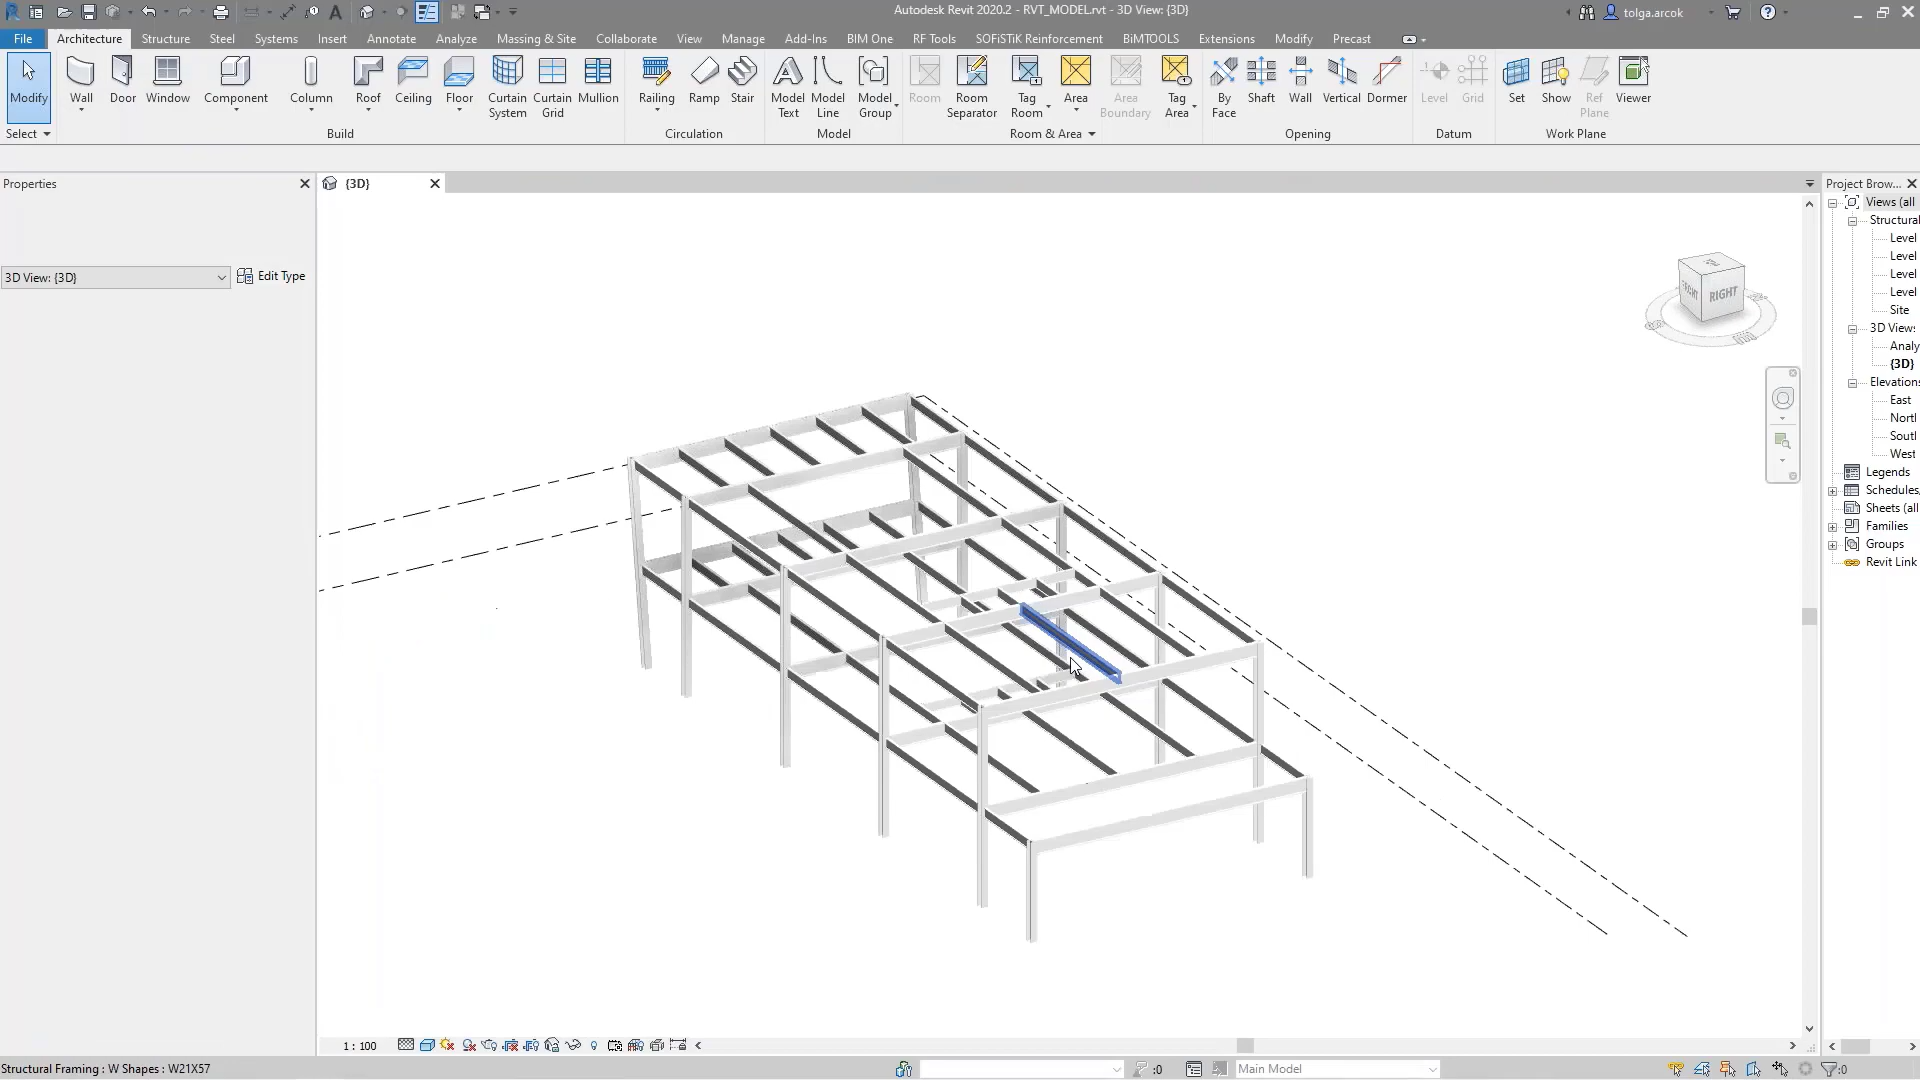 Autodesk Revit 2020.2 - RVT_MODEL.rvt - 3D View: {3D}
tolga.arcok
File Architecture Structure Steel Systems Insert Annotate Analyze Massing & Site Collaborate View Manage Add-Ins BIM One RF Tools SOFiSTiK Reinforcement BiMTOOLS Extensions Modify Precast
Modify Wall Door Window Component Column Roof Ceiling Floor Curtain System Curtain Grid Mullion Railing Ramp Stair Model Text Model Line Model Group Room Room Separator Tag Room Area Area Boundary Tag Area By Face Shaft Wall Vertical Dormer Level Grid Set Show Ref Plane Viewer
Select Build Circulation Model Room & Area Opening Datum Work Plane
Properties
{3D}
Project Brow...
3D View: {3D}
Edit Type
Views (all
Structural
Level
Level
Level
Level
Site
3D View
Analy
{3D}
Elevations
East
Nort
Sout
West
Legends
Schedules,
Sheets (all
Families
Groups
Revit Link
FRONT
RIGHT
1 : 100
Structural Framing : W Shapes : W21X57
:0
Main Model
:0